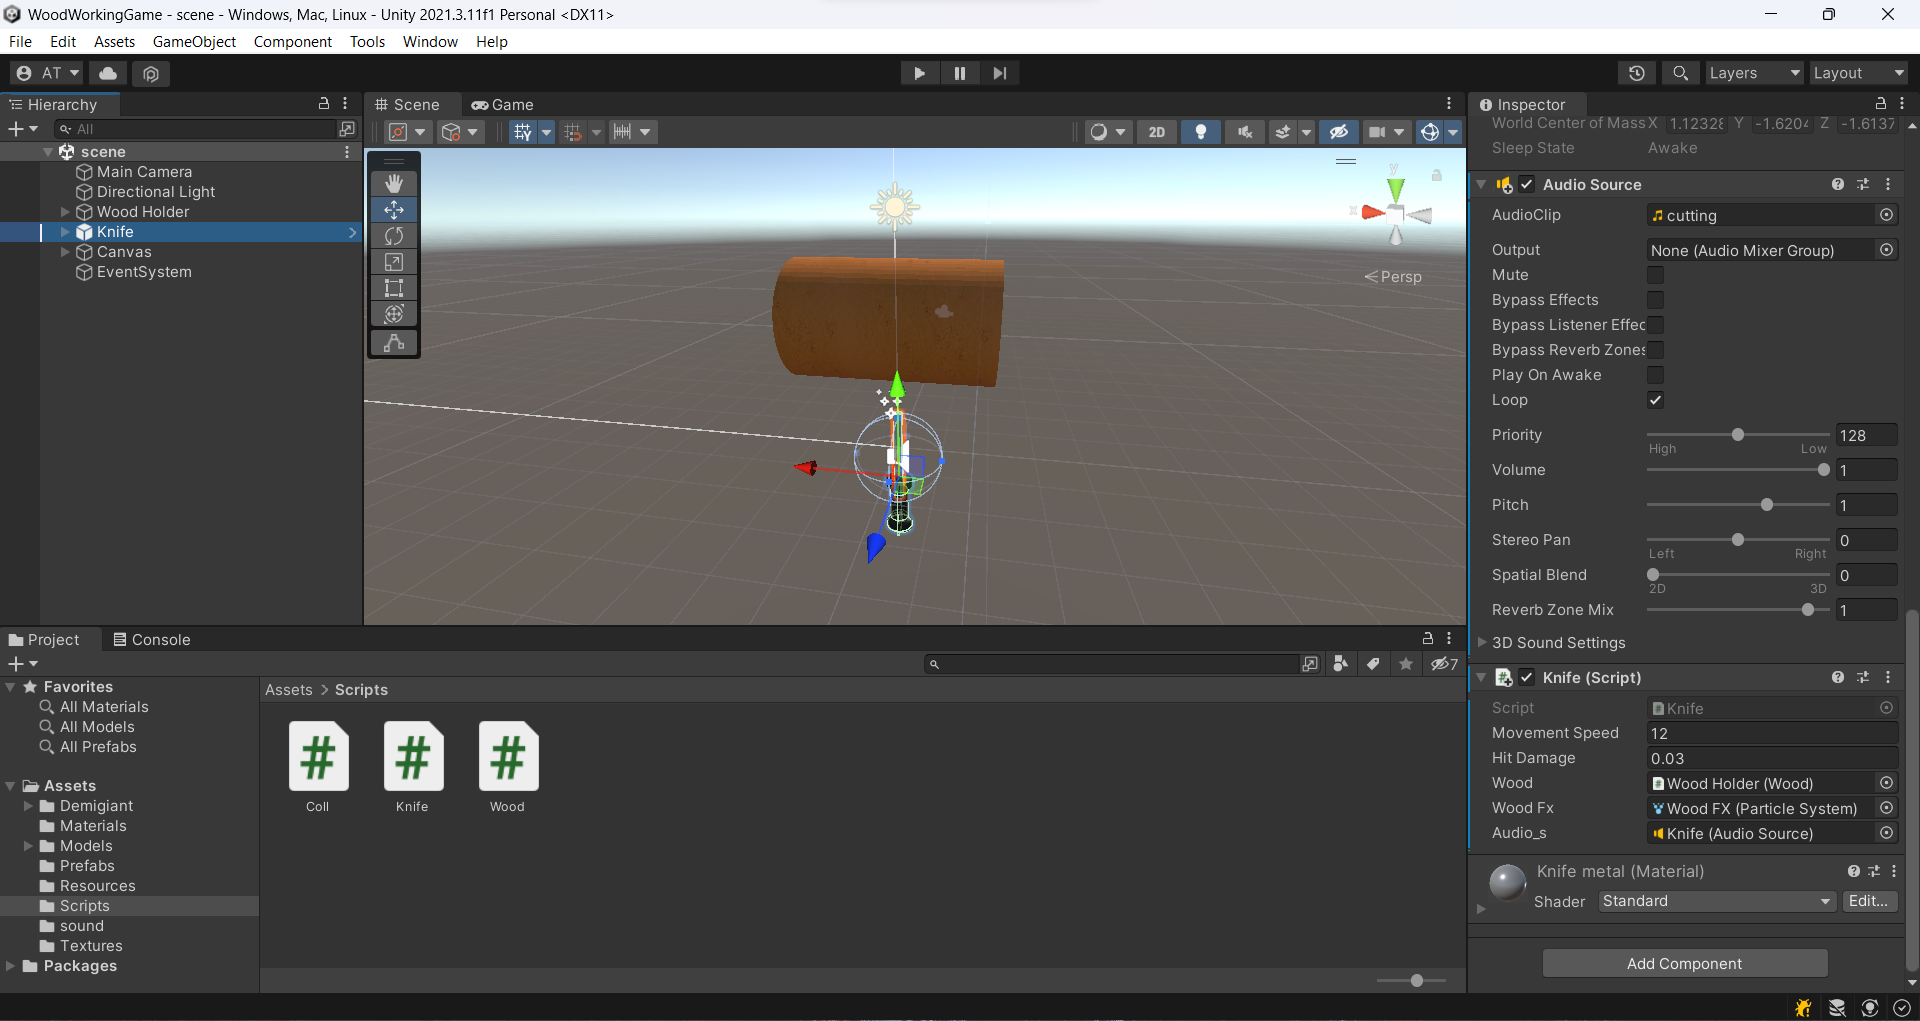 WoodWorkingGame - scene - Windows, Mac, Linux - Unity 2021.3.11f1 Personal <DX11>
File Edit Assets GameObject Component Tools Window Help
AT
Layers
Layout
Hierarchy
All
scene
Main Camera
Directional Light
Wood Holder
Knife
Canvas
EventSystem
Scene
Game
2D
y
x
Persp
Inspector
World Center of Mass X 1.1232 Y -1.6204 Z -1.6137
Sleep State Awake
Audio Source
AudioClip cutting
Output None (Audio Mixer Group)
Mute
Bypass Effects
Bypass Listener Effec
Bypass Reverb Zones
Play On Awake
Loop
Priority 128
High Low
Volume 1
Pitch 1
Stereo Pan 0
Left Right
Spatial Blend 0
2D 3D
Reverb Zone Mix 1
3D Sound Settings
Knife (Script)
Script Knife
Movement Speed 12
Hit Damage 0.03
Wood Wood Holder (Wood)
Wood Fx Wood FX (Particle System)
Audio_s Knife (Audio Source)
Knife metal (Material)
Shader Standard Edit...
Add Component
Project
Console
7
Favorites
All Materials
All Models
All Prefabs
Assets
Demigiant
Materials
Models
Prefabs
Resources
Scripts
sound
Textures
Packages
Assets > Scripts
Coll
Knife
Wood